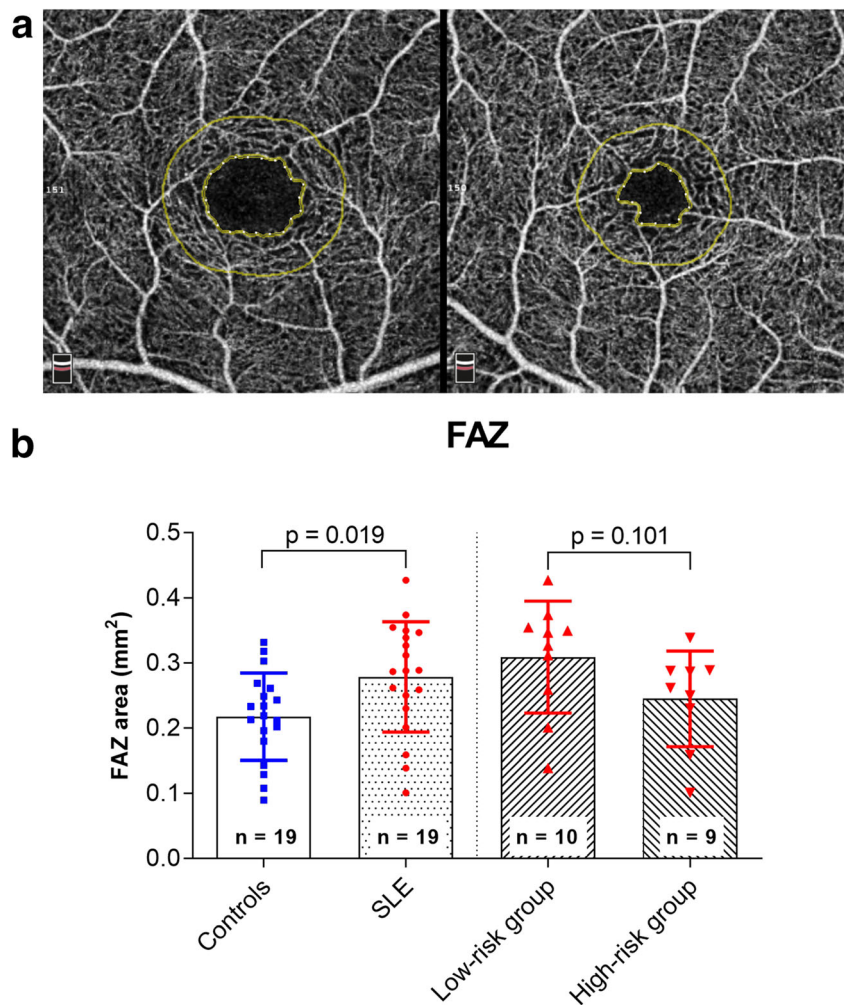 a
151
150
b
FAZ
FAZ area (mm²)
0.5
0.4
0.3
0.2
0.1
0.0
p = 0.019
p = 0.101
n = 19
n = 19
n = 10
n = 9
Controls
SLE
Low-risk group
High-risk group